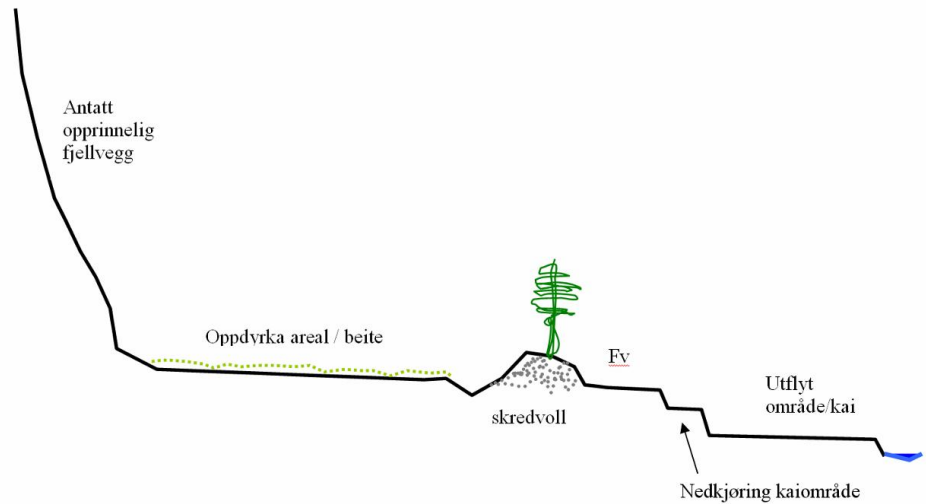 Antatt
opprinnelig
fjellvegg
Oppdyrka areal / beite
Fv
skredvoll
Utflyt
område/kai
Nedkjøring kaiområde